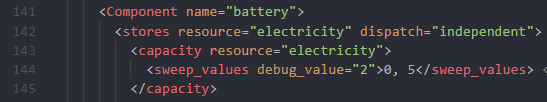 141 <Component name="battery">
142 <stores resource="electricity" dispatch="independent">
143 <capacity resource="electricity">
144 <sweep_values debug_value="2">0, 5</sweep_values> <
145 </capacity>